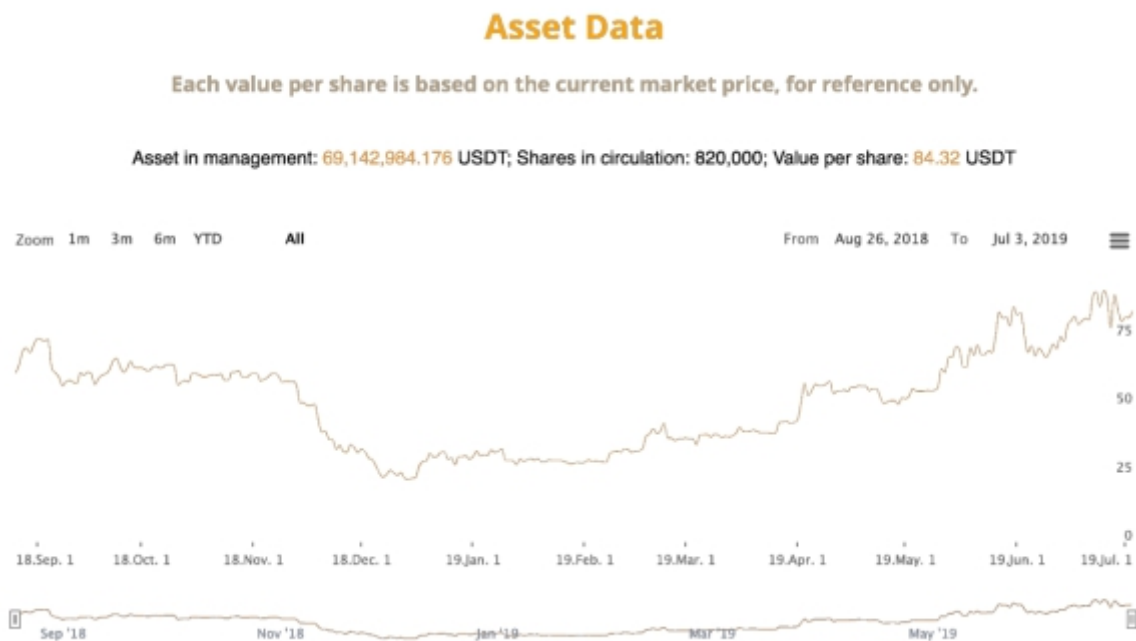 Asset Data
Each value per share is based on the current market price, for reference only.
Asset in management: 69,142,984.176 USDT; Shares in circulation: 820,000; Value per share: 84.32 USDT
Zoom 1m 3m 6m YTD All From Aug 26, 2018 To Jul 3, 2019
75
50
25
0
18.Sep. 1 18.Oct. 1 18.Nov. 1 18.Dec. 1 19.Jan. 1 19.Feb. 1 19.Mar. 1 19.Apr. 1 19.May. 1 19.Jun. 1 19.Jul. 1
Sep '18 Nov '18 Jan '19 Mar '19 May '19